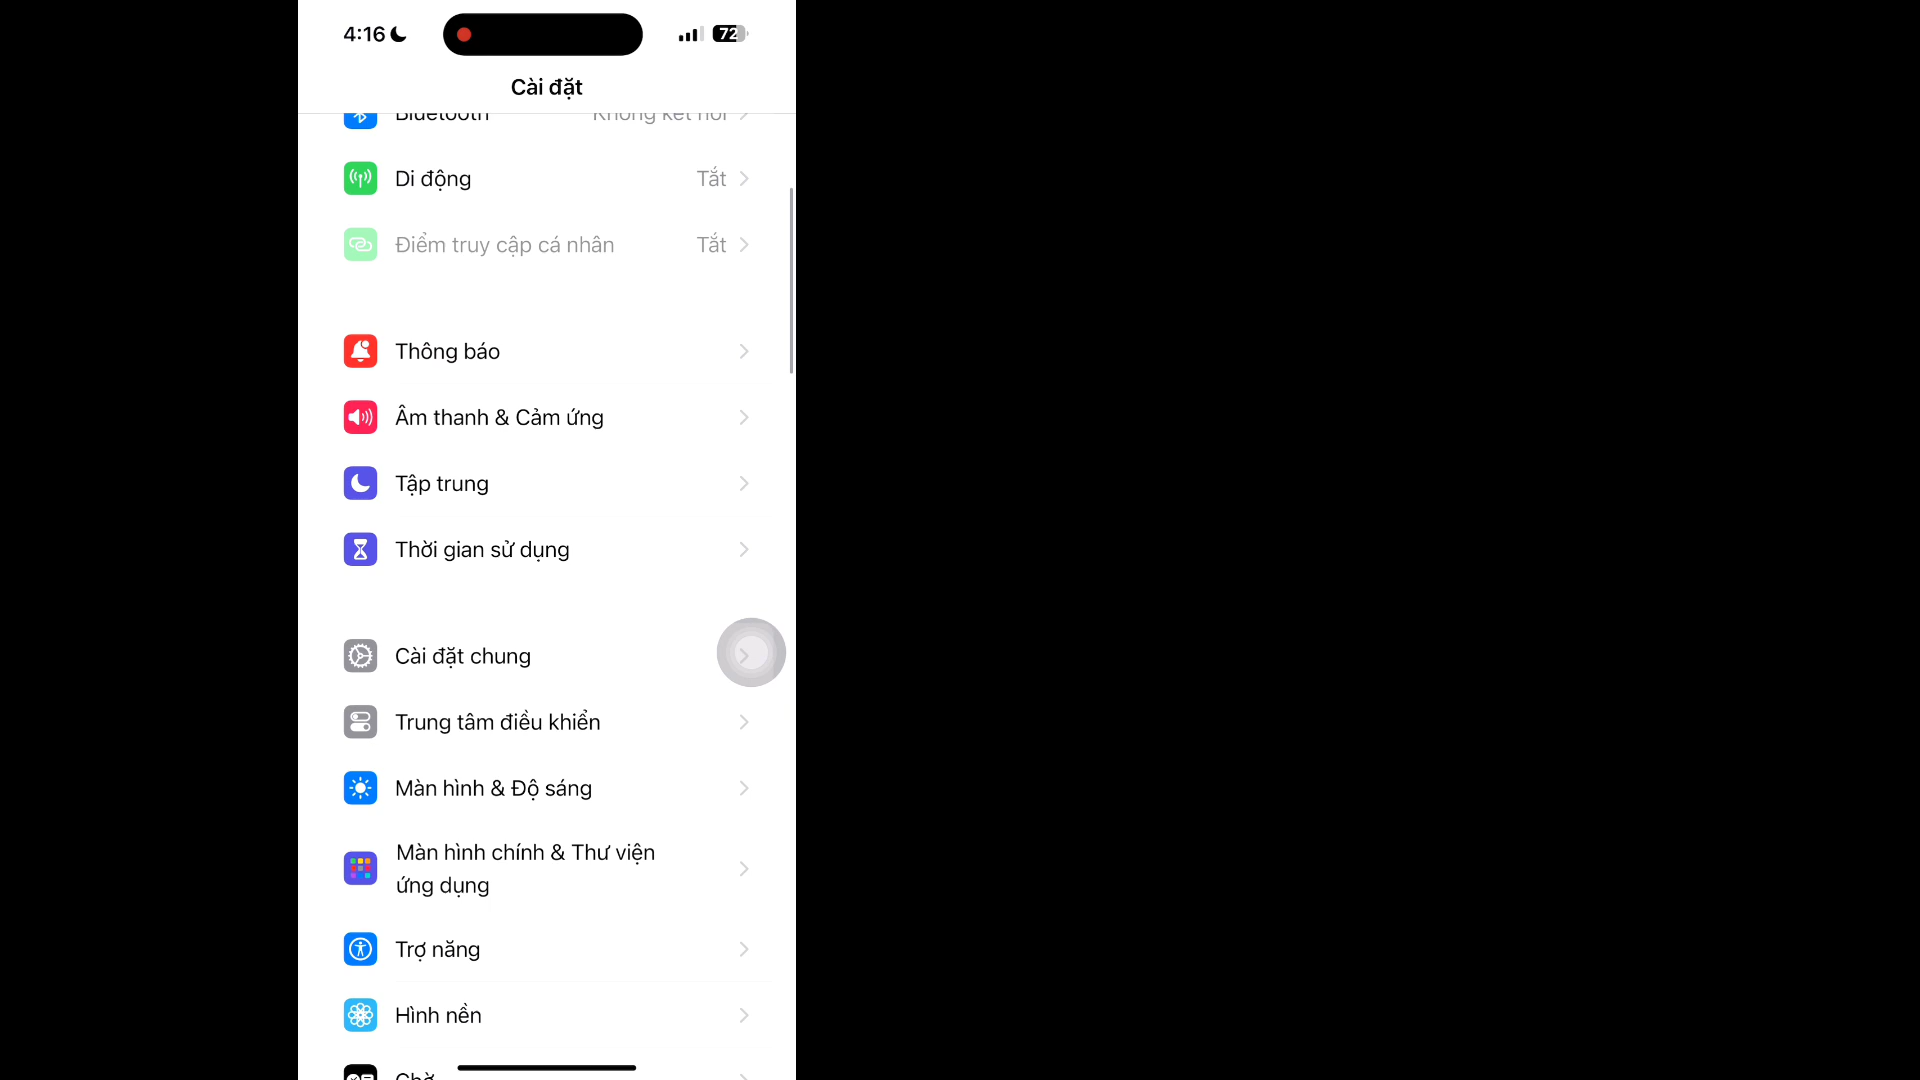 4:16
72
Cài đặt
Bluetooth Không kết nối
Di động Tắt
Điểm truy cập cá nhân Tắt
Thông báo
Âm thanh & Cảm ứng
Tập trung
Thời gian sử dụng
Cài đặt chung
Trung tâm điều khiển
Màn hình & Độ sáng
Màn hình chính & Thư viện
ứng dụng
Trợ năng
Hình nền
Chờ